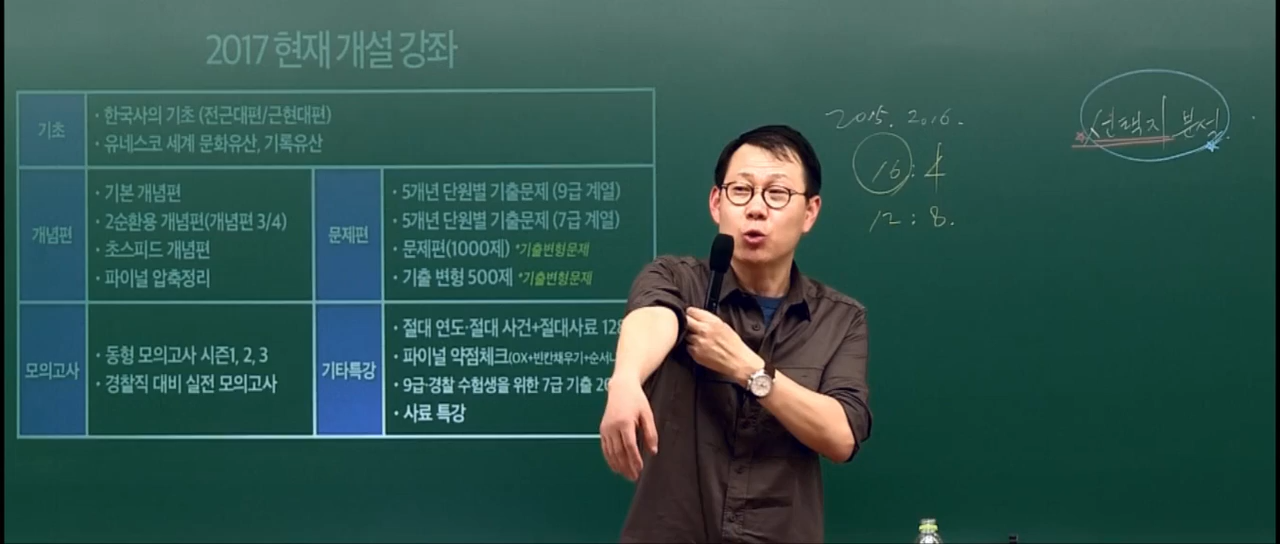 2017 현재 개설 강좌
기초
· 한국사의 기초 (전근대편/근현대편)
· 유네스코 세계 문화유산, 기록유산
개념편
· 기본 개념편
· 2순환용 개념편(개념편 3/4)
· 초스피드 개념편
· 파이널 압축정리
문제편
· 5개년 단원별 기출문제 (9급 계열)
· 5개년 단원별 기출문제 (7급 계열)
· 문제편(1000제) *기출변형문제
· 기출 변형 500제 *기출변형문제
모의고사
· 동형 모의고사 시즌1, 2, 3
· 경찰직 대비 실전 모의고사
기타특강
· 절대 연도·절대 사건+절대사료 128
· 파이널 약점체크(OX+빈칸채우기+순서나
· 9급·경찰 수험생을 위한 7급 기출
· 사료 특강
2015. 2016.
16 : 4
12 : 8.
선택지 분석